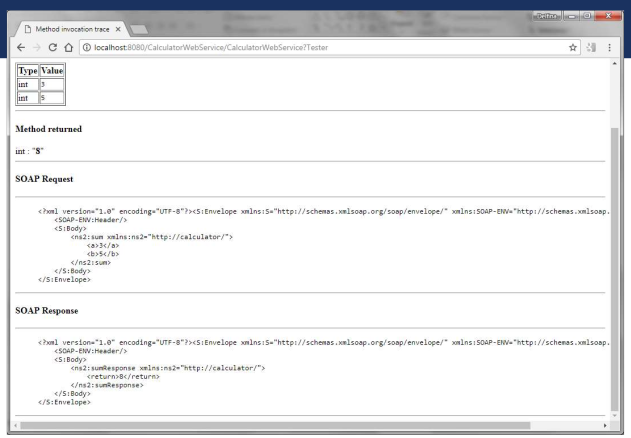 Method invocation trace
localhost:8080/CalculatorWebService/CalculatorWebService?Tester
Type Value
int 3
int 5
Method returned
int : "8"
SOAP Request
<?xml version="1.0" encoding="UTF-8"?><S:Envelope xmlns:S="http://schemas.xmlsoap.org/soap/envelope/" xmlns:SOAP-ENV="http://schemas.xmlsoap.
<SOAP-ENV:Header/>
<S:Body>
<ns2:sum xmlns:ns2="http://calculator/">
<a>3</a>
<b>5</b>
</ns2:sum>
</S:Body>
</S:Envelope>
SOAP Response
<?xml version="1.0" encoding="UTF-8"?><S:Envelope xmlns:S="http://schemas.xmlsoap.org/soap/envelope/" xmlns:SOAP-ENV="http://schemas.xmlsoap.
<SOAP-ENV:Header/>
<S:Body>
<ns2:sumResponse xmlns:ns2="http://calculator/">
<return>8</return>
</ns2:sumResponse>
</S:Body>
</S:Envelope>